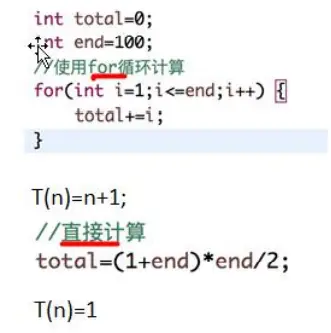 int total=0;
int end=100;
//使用for循环计算
for(int i=1;i<=end;i++) {
total+=i;
}
T(n)=n+1;
//直接计算
total=(1+end)*end/2;
T(n)=1